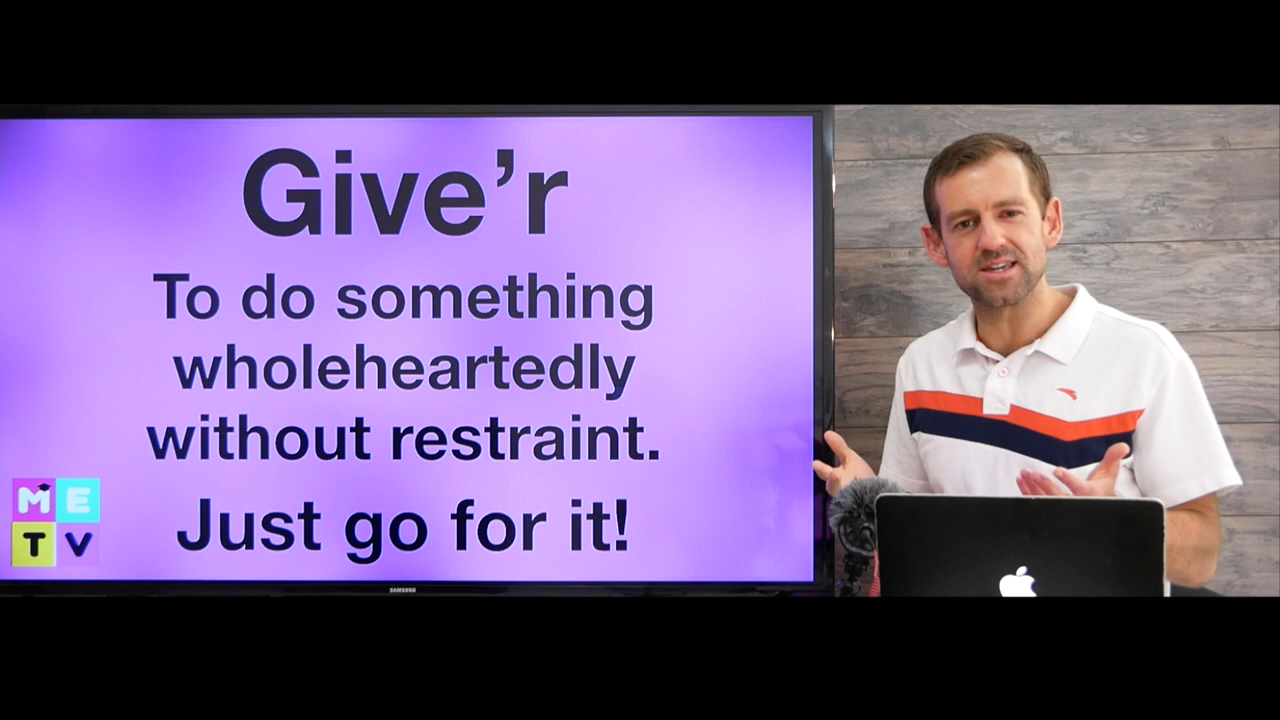 Give’r
To do something
wholeheartedly
without restraint.
Just go for it!
M E
T V
SAMSUNG